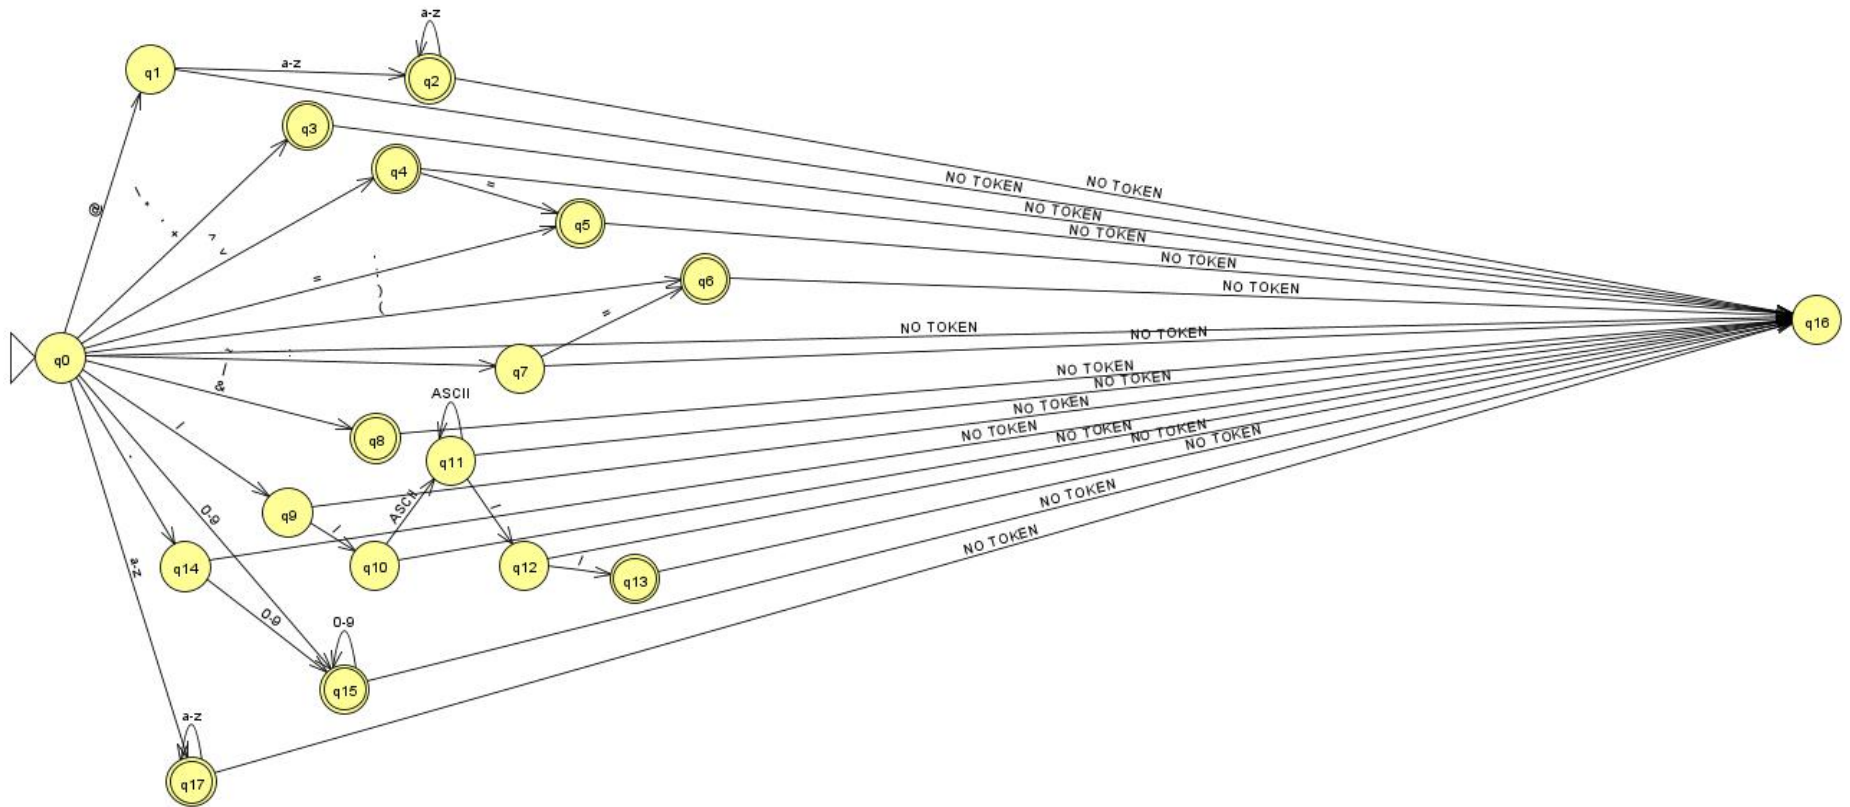 a-z
q1
a-z
q2
q3
q4
=
q5
@
NO TOKEN
NO TOKEN
NO TOKEN
NO TOKEN
NO TOKEN
+
>
<
=
)
(
q6
NO TOKEN
=
q16
NO TOKEN
NO TOKEN
q0
q7
&
ASCII
NO TOKEN
NO TOKEN
NO TOKEN
NO TOKEN
NO TOKEN
NO TOKEN
NO TOKEN
q8
q11
/
q9
/
ASCII
/
NO TOKEN
0-9
NO TOKEN
a-z
q14
q10
q12
/
q13
0-9
0-9
q15
a-z
q17